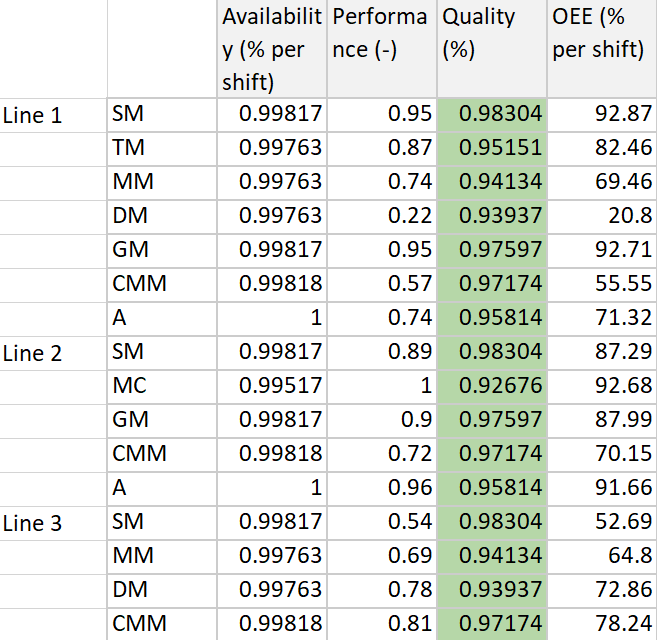 Availabilit Performa Quality OEE (%
y (% per nce (-) (%) per shift)
shift)
Line 1 SM 0.99817 0.95 0.98304 92.87
TM 0.99763 0.87 0.95151 82.46
MM 0.99763 0.74 0.94134 69.46
DM 0.99763 0.22 0.93937 20.8
GM 0.99817 0.95 0.97597 92.71
CMM 0.99818 0.57 0.97174 55.55
A 1 0.74 0.95814 71.32
Line 2 SM 0.99817 0.89 0.98304 87.29
MC 0.99517 1 0.92676 92.68
GM 0.99817 0.9 0.97597 87.99
CMM 0.99818 0.72 0.97174 70.15
A 1 0.96 0.95814 91.66
Line 3 SM 0.99817 0.54 0.98304 52.69
MM 0.99763 0.69 0.94134 64.8
DM 0.99763 0.78 0.93937 72.86
CMM 0.99818 0.81 0.97174 78.24